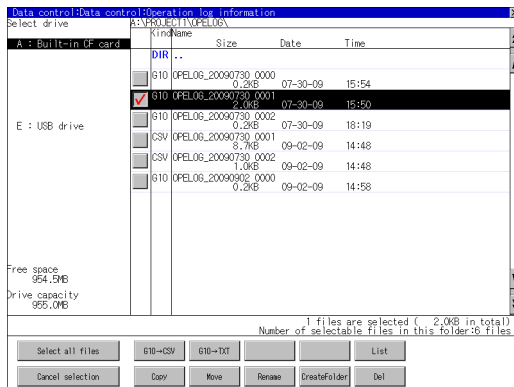 Data control:Data control:Operation log information
Select drive
A:\PROJECT1\OPELOG\
Kind Name
Size Date Time
A : Built-in CF card
DIR ..
G10 OPELOG_20090730_0000
0.2KB 07-30-09 15:54
G10 OPELOG_20090730_0001
2.0KB 07-30-09 15:50
G10 OPELOG_20090730_0002
0.2KB 07-30-09 18:19
E : USB drive
CSV OPELOG_20090730_0001
8.7KB 09-02-09 14:48
CSV OPELOG_20090730_0002
1.0KB 09-02-09 14:48
G10 OPELOG_20090902_0000
0.2KB 09-02-09 14:58
Free space
954.5MB
Drive capacity
955.0MB
1 files are selected ( 2.0KB in total)
Number of selectable files in this folder:6 files
Select all files G10→CSV G10→TXT List
Cancel selection Copy Move Rename CreateFolder Del